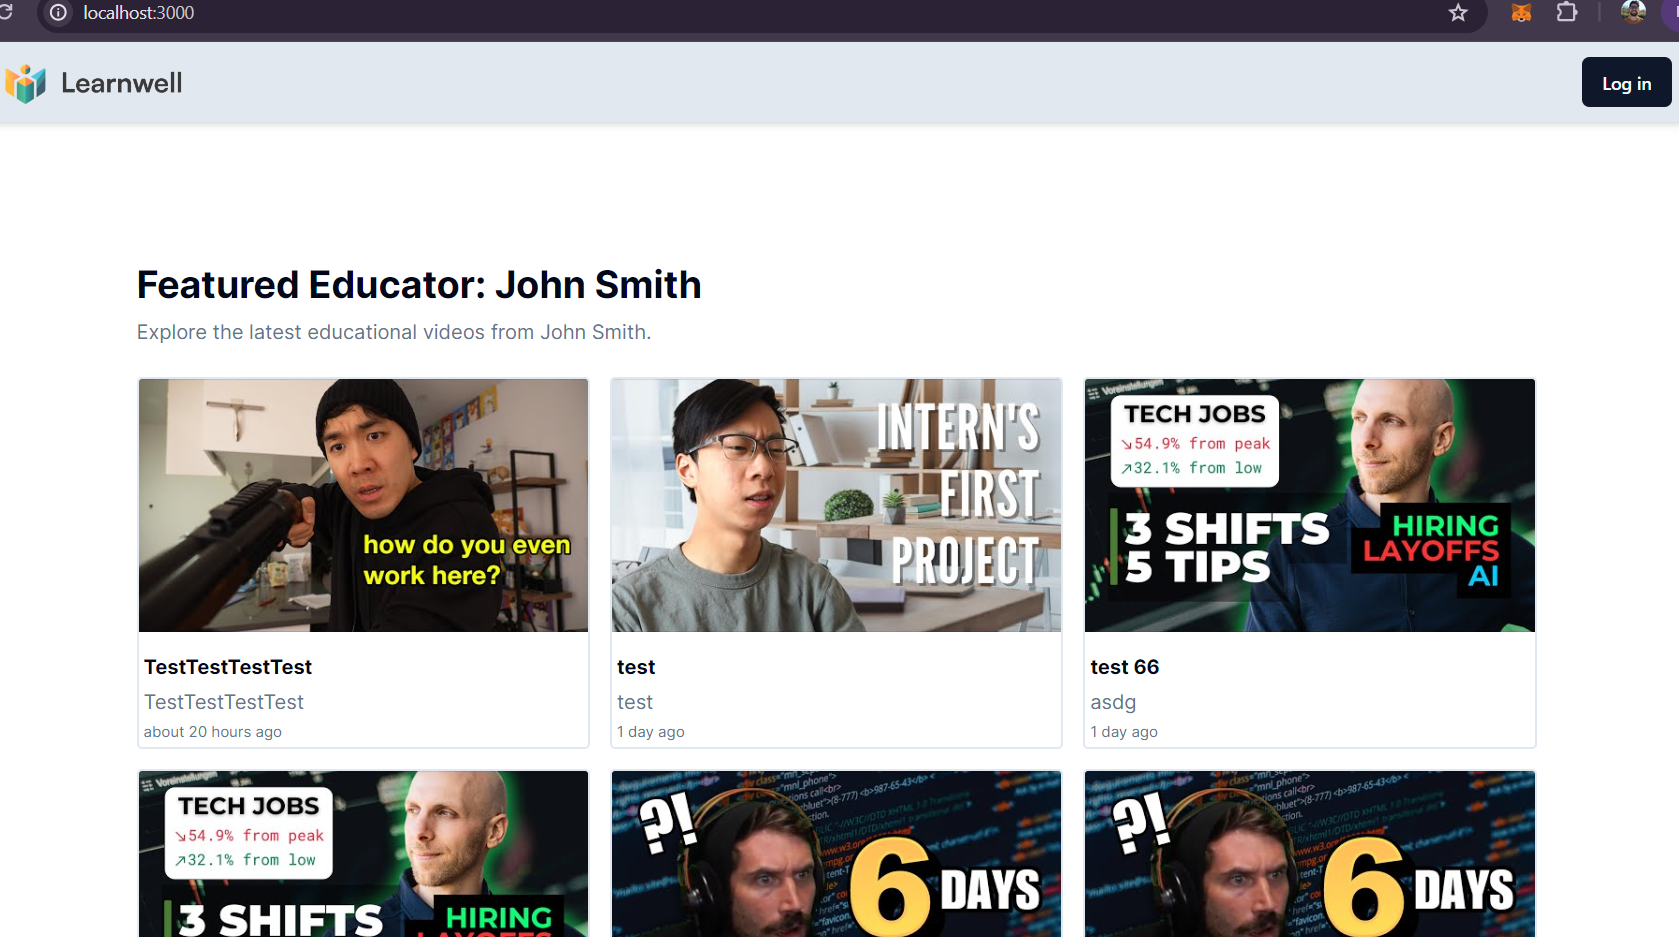 localhost:3000
Learnwell
Log in
Featured Educator: John Smith
Explore the latest educational videos from John Smith.
how do you even
work here?
INTERN'S
FIRST
PROJECT
Voreinstellungen
TECH JOBS
↘54.9% from peak
↗32.1% from low
3 SHIFTS
5 TIPS
HIRING
LAYOFFS
AI
TestTestTestTest
TestTestTestTest
about 20 hours ago
test
test
1 day ago
test 66
asdg
1 day ago
TECH JOBS
↘54.9% from peak
↗32.1% from low
3 SHIFTS
HIRING
LAYOFFS
?!
6 DAYS
?!
6 DAYS